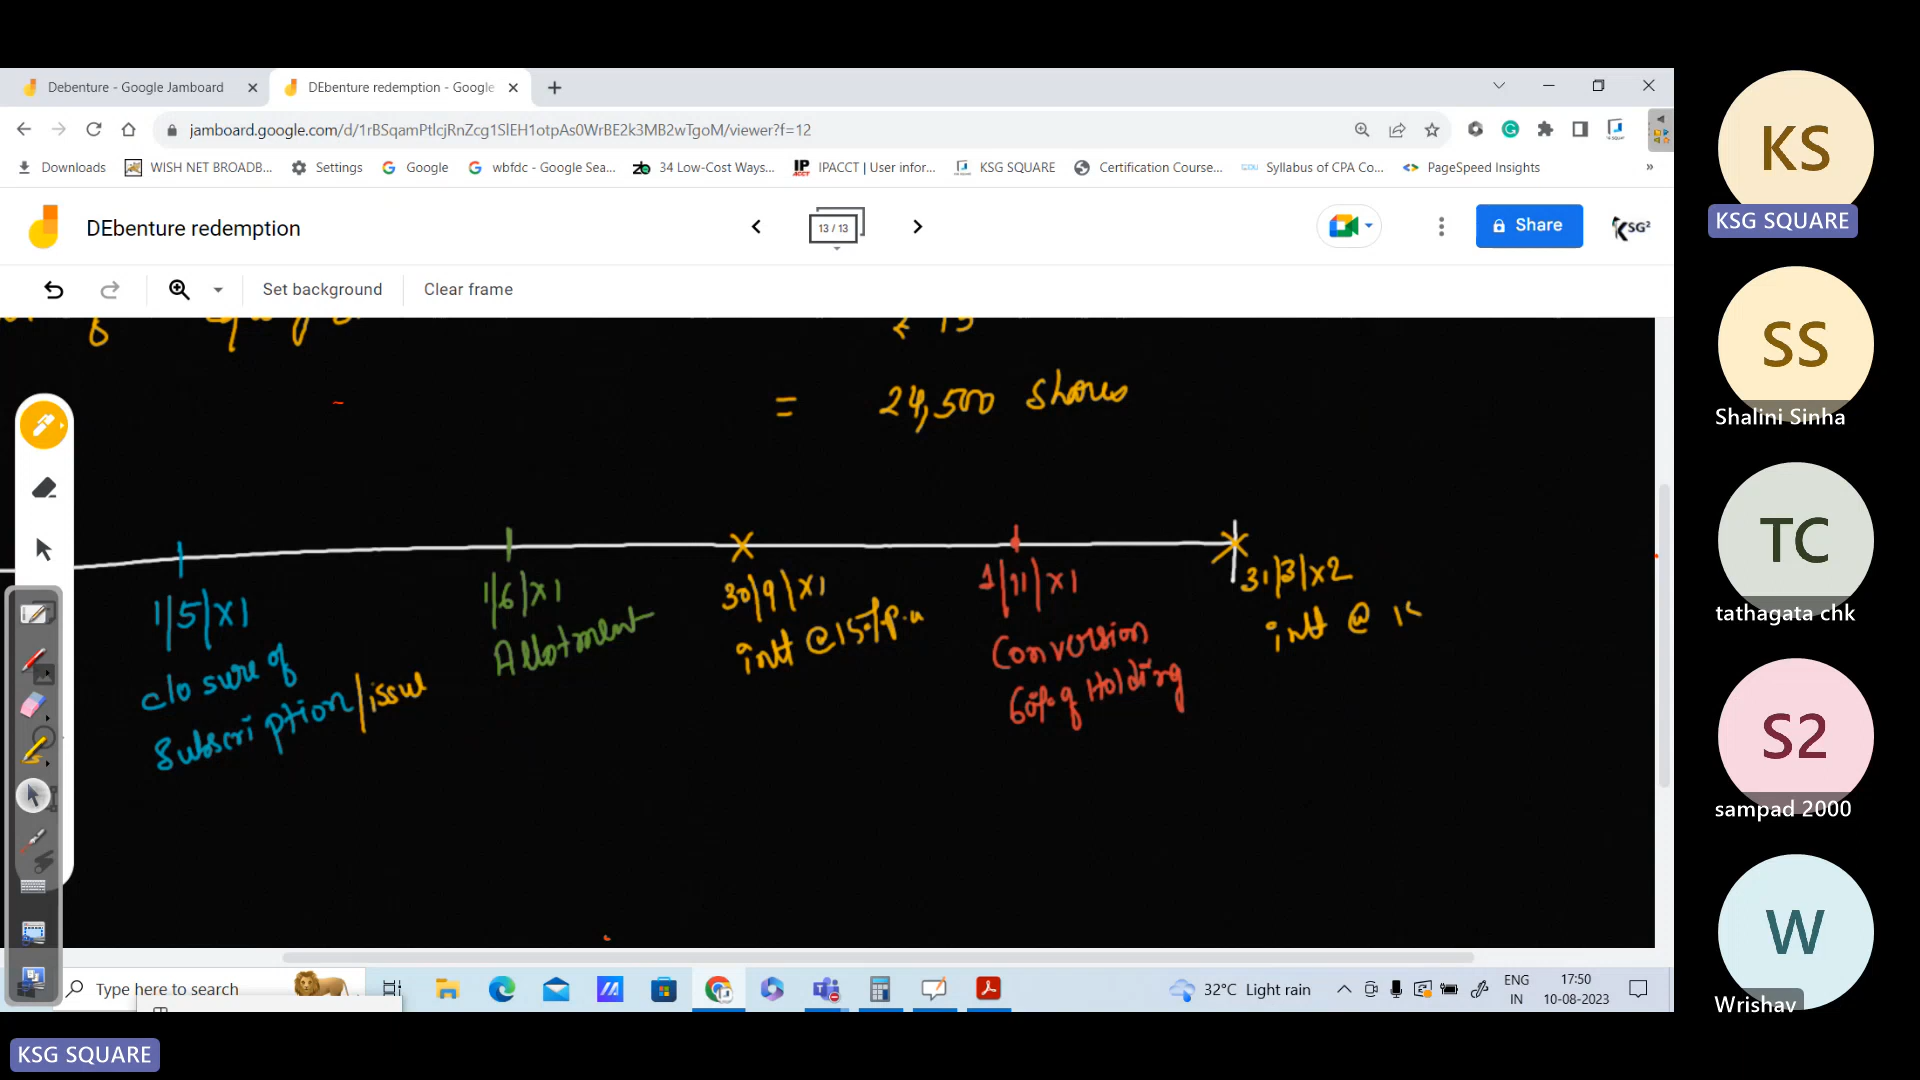 Debenture - Google Jamboard
DEbenture redemption - Google
jamboard.google.com/d/1rBSqamPtlcjRnZcg1SlEH1otpAs0WrBE2k3MB2wTgoM/viewer?f=12
Downloads
WISH NET BROADB...
Settings
Google
wbfdc - Google Sea...
34 Low-Cost Ways...
IPACCT | User infor...
KSG SQUARE
Certification Course...
Syllabus of CPA Co...
PageSpeed Insights
DEbenture redemption
13 / 13
Share
KSG²
Set background
Clear frame
= 24,500 Shares
1/5/x1
closure of
Subscription/issue
1/6/x1
Allotment
30/9/x1
intt @15%p.a
1/11/x1
Conversion
60% of Holding
31/3/x2
intt @
Type here to search
32°C Light rain
ENG
IN
17:50
10-08-2023
KS
KSG SQUARE
SS
Shalini Sinha
TC
tathagata chk
S2
sampad 2000
W
Wrishav
KSG SQUARE